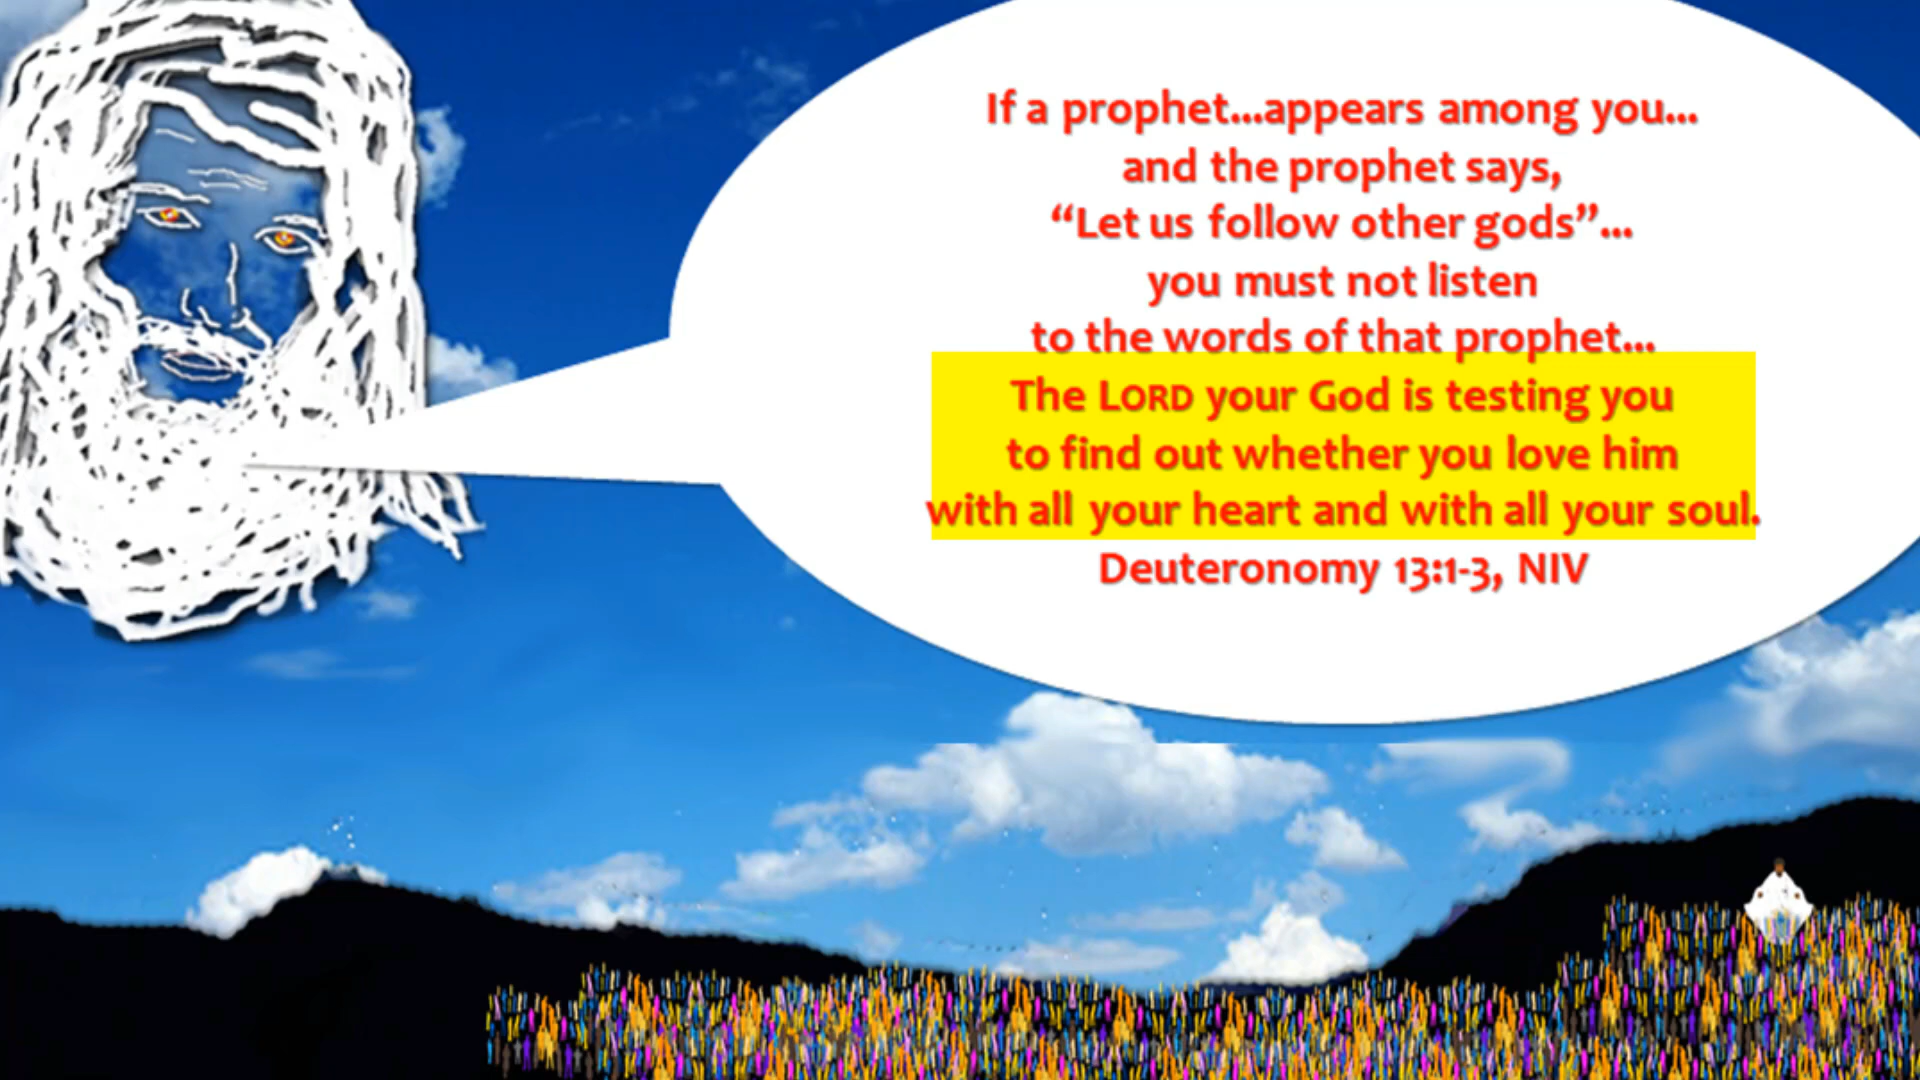 If a prophet...appears among you...
and the prophet says,
“Let us follow other gods”...
you must not listen
to the words of that prophet...
The LORD your God is testing you
to find out whether you love him
with all your heart and with all your soul.
Deuteronomy 13:1-3, NIV